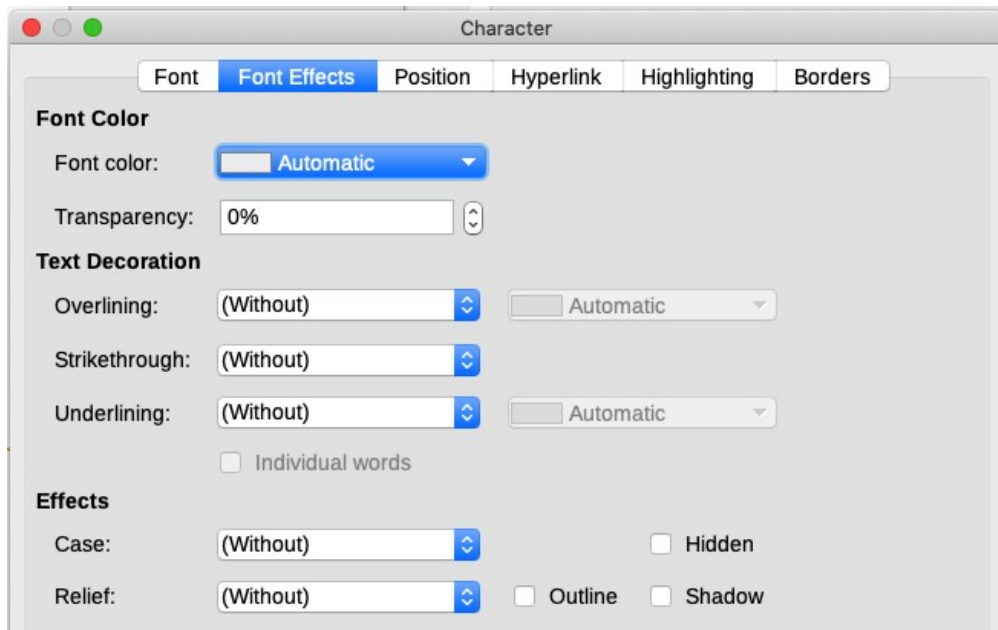 Character
Font Font Effects Position Hyperlink Highlighting Borders
Font Color
Font color: Automatic
Transparency: 0%
Text Decoration
Overlining: (Without) Automatic
Strikethrough: (Without)
Underlining: (Without) Automatic
Individual words
Effects
Case: (Without) Hidden
Relief: (Without) Outline Shadow